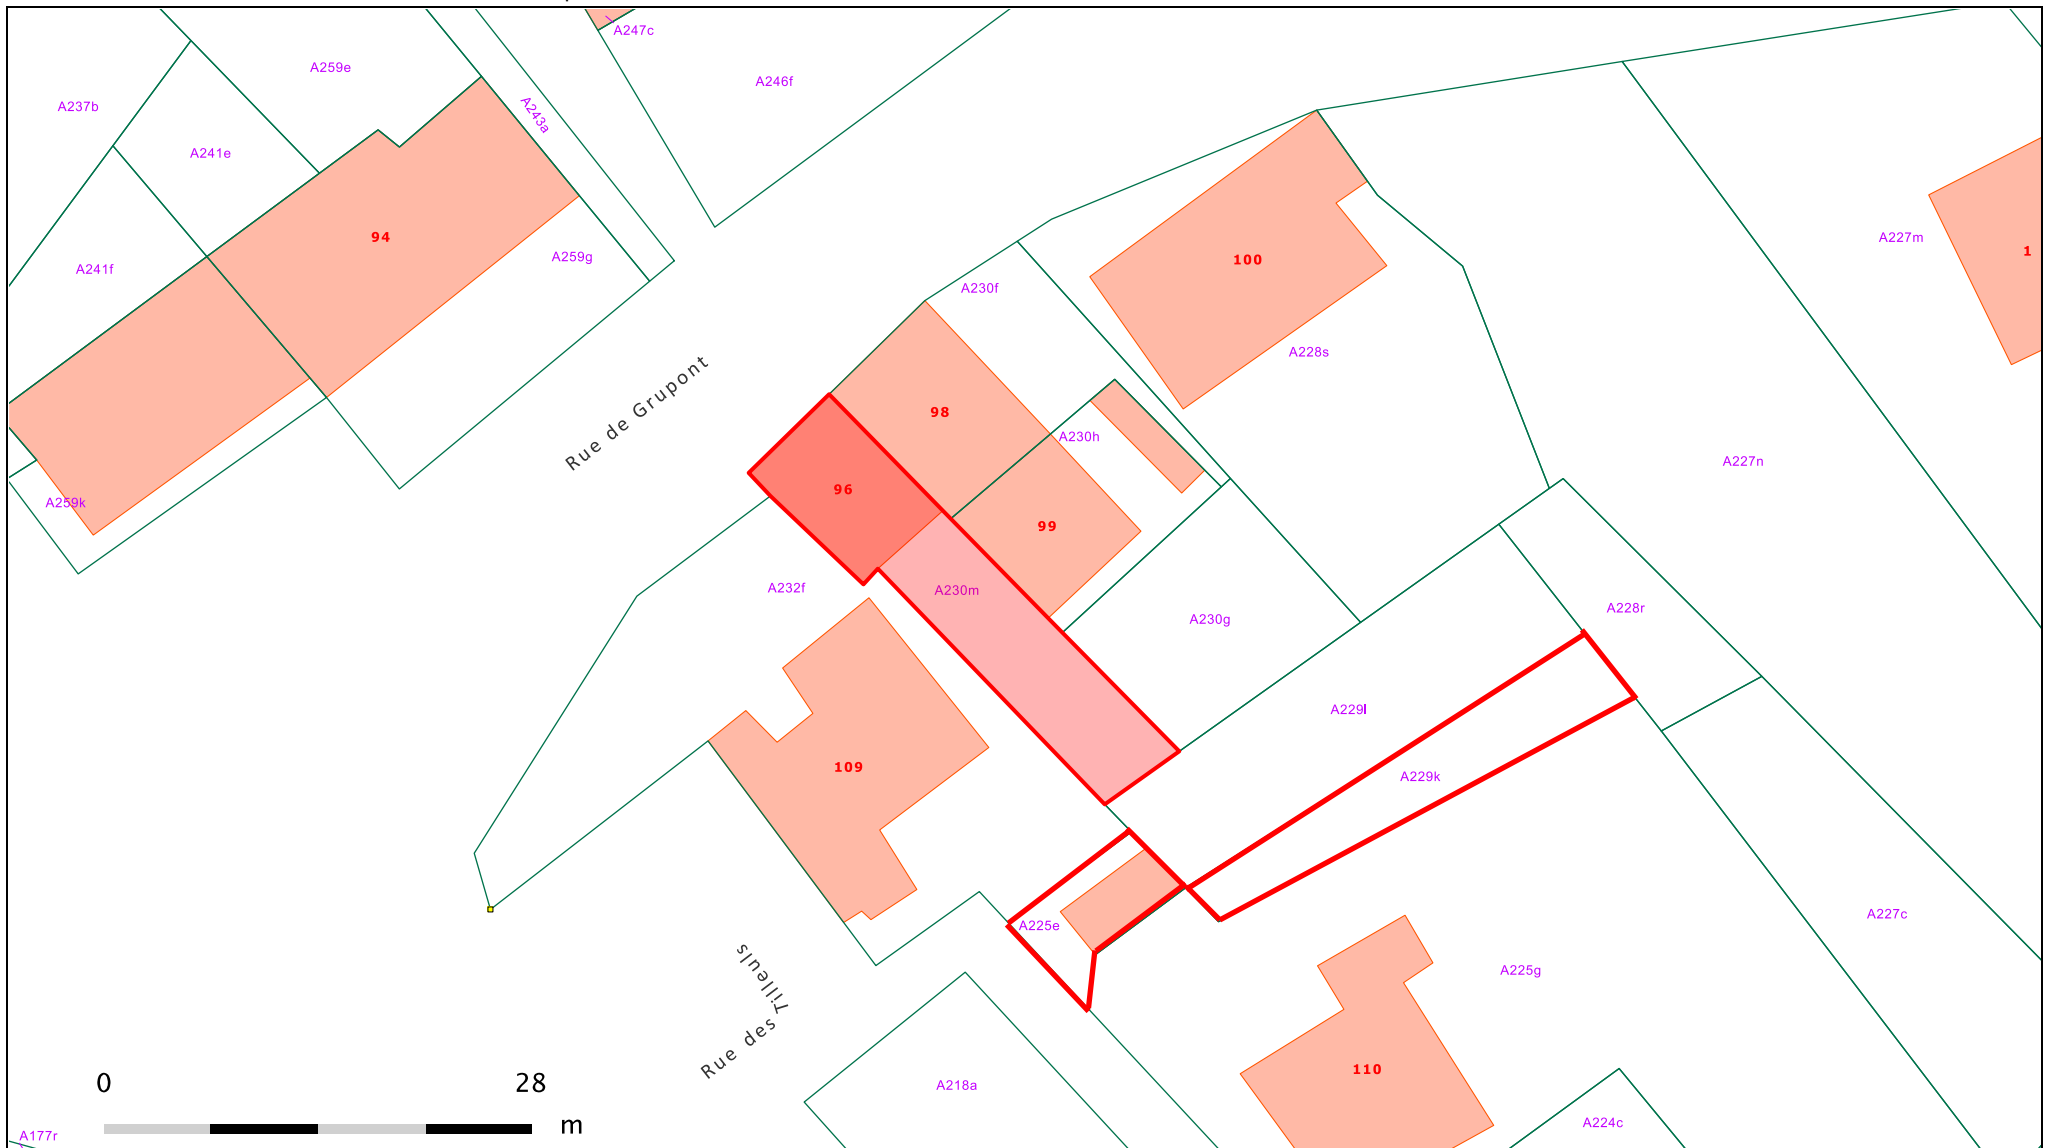 A247c
A259e
A246f
A237b
A243a
A241e
94
A227m
1
A259g
100
A241f
A230f
A228s
Rue de Grupont
98
A230h
A227n
96
A259k
99
A232f
A230m
A228r
A230g
A229l
109
A229k
A227c
A225e
A225g
Rue des Tilleuls
110
0
28
A218a
m
A224c
A177r